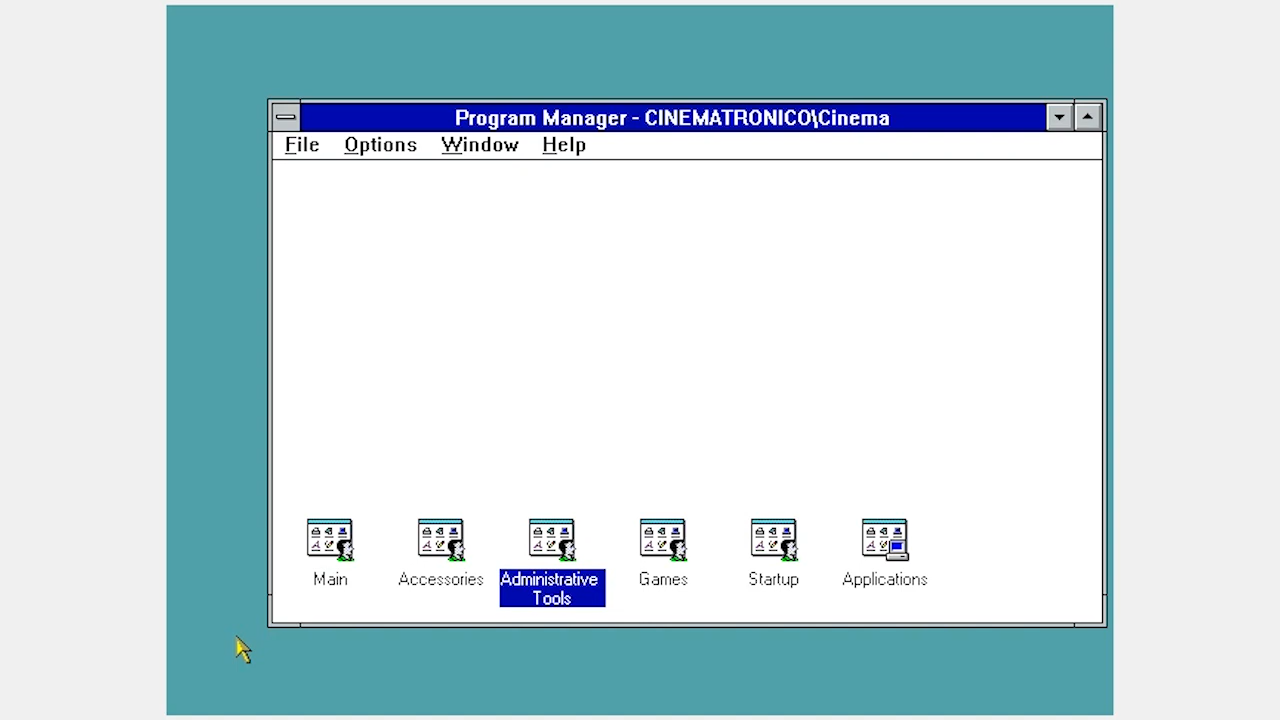 Program Manager - CINEMATRONICO\Cinema
File Options Window Help
Main Accessories Administrative Tools Games Startup Applications